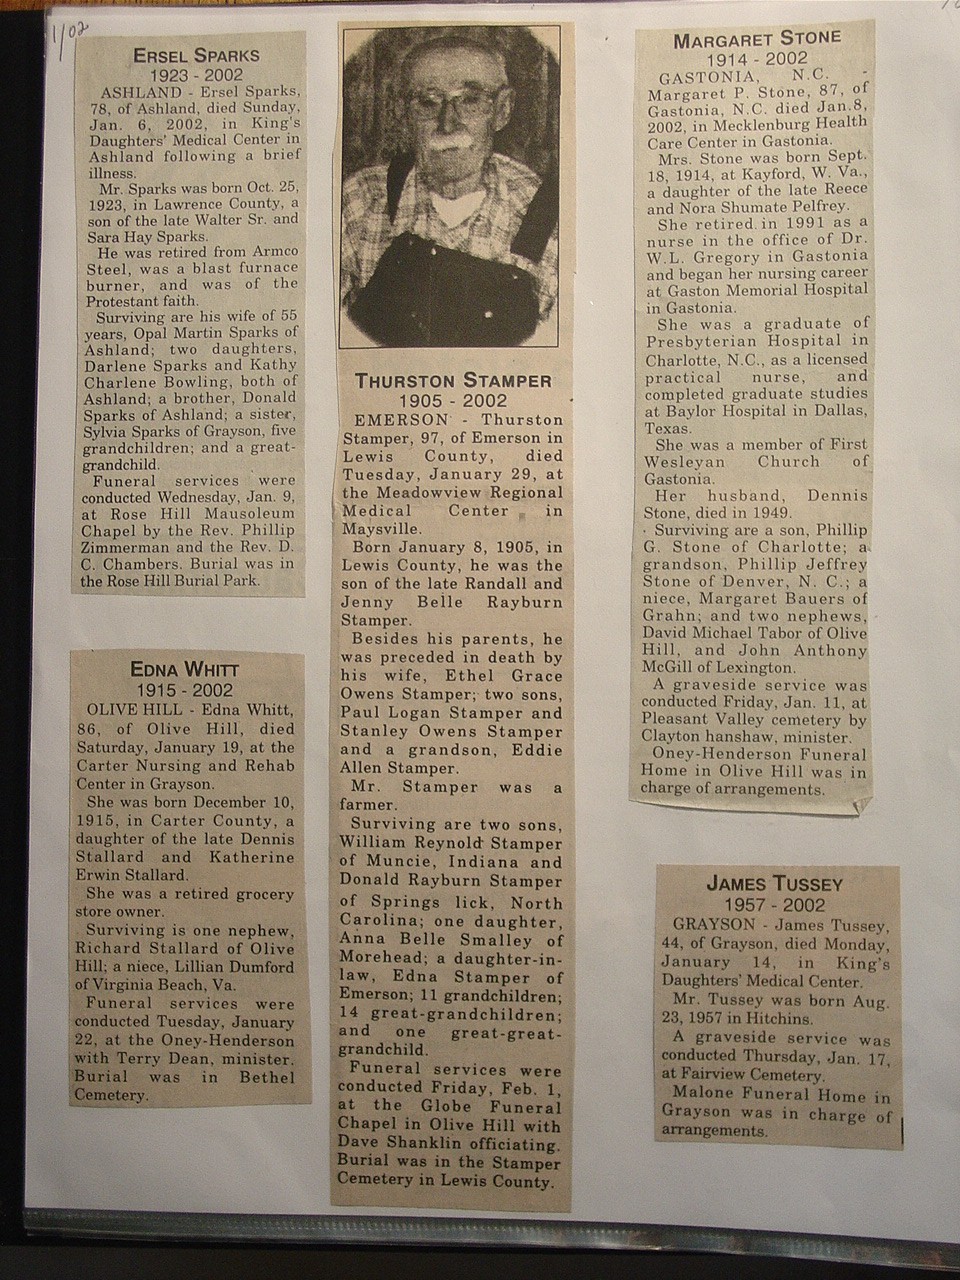 1/02
ERSEL SPARKS
1923 - 2002
ASHLAND - Ersel Sparks,
78, of Ashland, died Sunday,
Jan. 6, 2002, in King's
Daughters' Medical Center in
Ashland following a brief
illness.
Mr. Sparks was born Oct. 25,
1923, in Lawrence County, a
son of the late Walter Sr. and
Sara Hay Sparks.
He was retired from Armco
Steel, was a blast furnace
burner, and was of the
Protestant faith.
Surviving are his wife of 55
years, Opal Martin Sparks of
Ashland; two daughters,
Darlene Sparks and Kathy
Charlene Bowling, both of
Ashland; a brother, Donald
Sparks of Ashland; a sister,
Sylvia Sparks of Grayson, five
grandchildren; and a great-
grandchild.
Funeral services were
conducted Wednesday, Jan. 9,
at Rose Hill Mausoleum
Chapel by the Rev. Phillip
Zimmerman and the Rev. D.
C. Chambers. Burial was in
the Rose Hill Burial Park.
EDNA WHITT
1915 - 2002
OLIVE HILL - Edna Whitt,
86, of Olive Hill, died
Saturday, January 19, at the
Carter Nursing and Rehab
Center in Grayson.
She was born December 10,
1915, in Carter County, a
daughter of the late Dennis
Stallard and Katherine
Erwin Stallard.
She was a retired grocery
store owner.
Surviving is one nephew,
Richard Stallard of Olive
Hill; a niece, Lillian Dumford
of Virginia Beach, Va.
Funeral services were
conducted Tuesday, January
22, at the Oney-Henderson
with Terry Dean, minister.
Burial was in Bethel
Cemetery.
THURSTON STAMPER
1905 - 2002
EMERSON - Thurston
Stamper, 97, of Emerson in
Lewis County, died
Tuesday, January 29, at
the Meadowview Regional
Medical Center in
Maysville.
Born January 8, 1905, in
Lewis County, he was the
son of the late Randall and
Jenny Belle Rayburn
Stamper.
Besides his parents, he
was preceded in death by
his wife, Ethel Grace
Owens Stamper; two sons,
Paul Logan Stamper and
Stanley Owens Stamper
and a grandson, Eddie
Allen Stamper.
Mr. Stamper was a
farmer.
Surviving are two sons,
William Reynold Stamper
of Muncie, Indiana and
Donald Rayburn Stamper
of Springs lick, North
Carolina; one daughter,
Anna Belle Smalley of
Morehead; a daughter-in-
law, Edna Stamper of
Emerson; 11 grandchildren;
14 great-grandchildren;
and one great-great-
grandchild.
Funeral services were
conducted Friday, Feb. 1,
at the Globe Funeral
Chapel in Olive Hill with
Dave Shanklin officiating.
Burial was in the Stamper
Cemetery in Lewis County.
MARGARET STONE
1914 - 2002
GASTONIA, N.C. -
Margaret P. Stone, 87, of
Gastonia, N.C. died Jan.8,
2002, in Mecklenburg Health
Care Center in Gastonia.
Mrs. Stone was born Sept.
18, 1914, at Kayford, W. Va.,
a daughter of the late Reece
and Nora Shumate Pelfrey.
She retired in 1991 as a
nurse in the office of Dr.
W.L. Gregory in Gastonia
and began her nursing career
at Gaston Memorial Hospital
in Gastonia.
She was a graduate of
Presbyterian Hospital in
Charlotte, N.C., as a licensed
practical nurse, and
completed graduate studies
at Baylor Hospital in Dallas,
Texas.
She was a member of First
Wesleyan Church of
Gastonia.
Her husband, Dennis
Stone, died in 1949.
Surviving are a son, Phillip
G. Stone of Charlotte; a
grandson, Phillip Jeffrey
Stone of Denver, N. C.; a
niece, Margaret Bauers of
Grahn; and two nephews,
David Michael Tabor of Olive
Hill, and John Anthony
McGill of Lexington.
A graveside service was
conducted Friday, Jan. 11, at
Pleasant Valley cemetery by
Clayton hanshaw, minister.
Oney-Henderson Funeral
Home in Olive Hill was in
charge of arrangements.
JAMES TUSSEY
1957 - 2002
GRAYSON - James Tussey,
44, of Grayson, died Monday,
January 14, in King's
Daughters' Medical Center.
Mr. Tussey was born Aug.
23, 1957 in Hitchins.
A graveside service was
conducted Thursday, Jan. 17,
at Fairview Cemetery.
Malone Funeral Home in
Grayson was in charge of
arrangements.